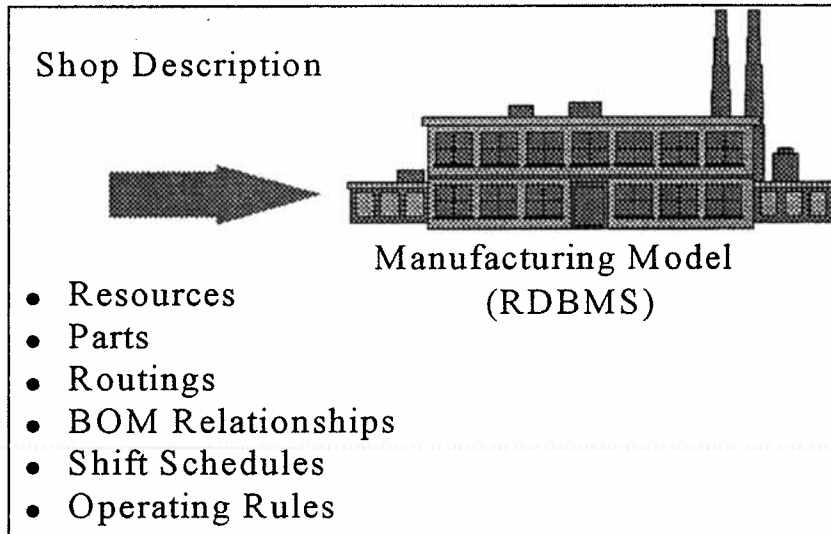 Shop Description
Manufacturing Model
(RDBMS)
• Resources
• Parts
• Routings
• BOM Relationships
• Shift Schedules
• Operating Rules